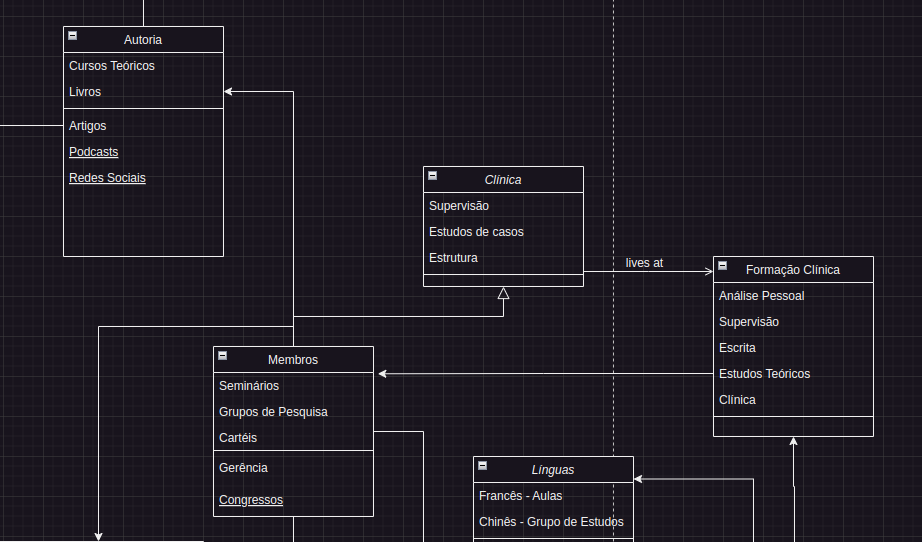 Autoria
Cursos Teóricos
Livros
Artigos
Podcasts
Redes Sociais
Clínica
Supervisão
Estudos de casos
Estrutura
lives at
Formação Clínica
Análise Pessoal
Supervisão
Escrita
Estudos Teóricos
Clínica
Membros
Seminários
Grupos de Pesquisa
Cartéis
Gerência
Congressos
Línguas
Francês - Aulas
Chinês - Grupo de Estudos